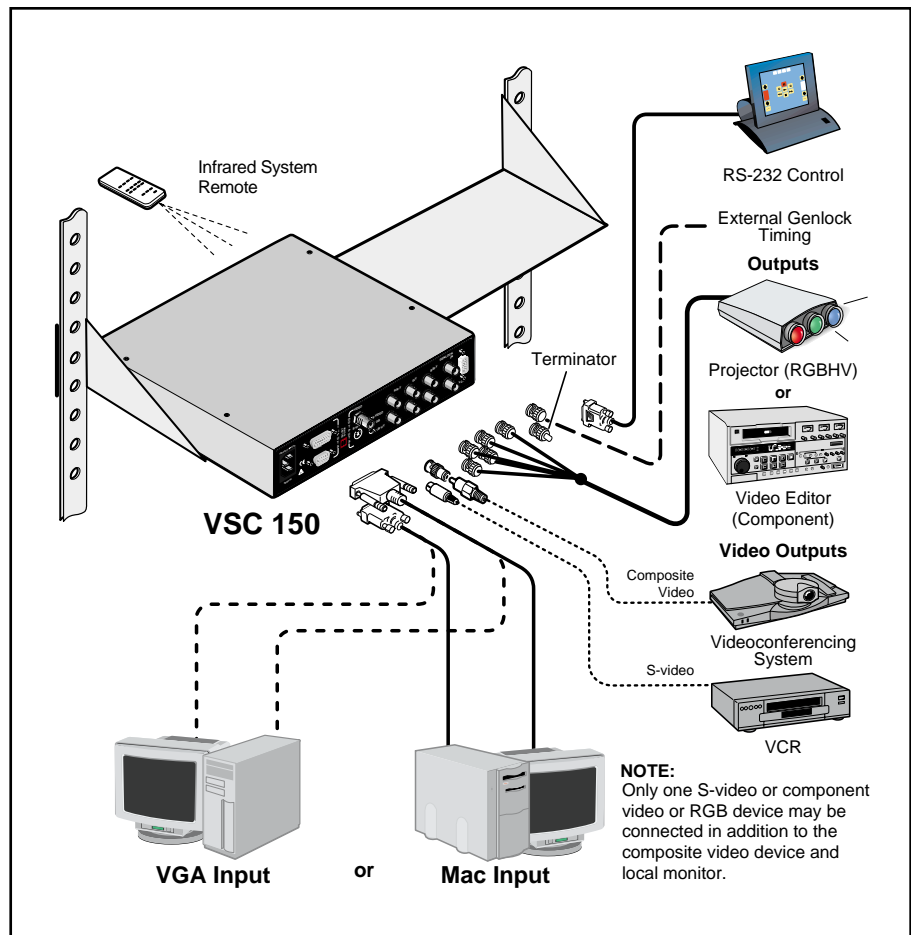 Infrared System
Remote
RS-232 Control
External Genlock
Timing
Outputs
Terminator
Projector (RGBHV)
or
Video Editor
(Component)
VSC 150
Video Outputs
Composite
Video
Videoconferencing
System
S-video
VCR
NOTE:
Only one S-video or component
video or RGB device may be
connected in addition to the
composite video device and
local monitor.
VGA Input
or
Mac Input